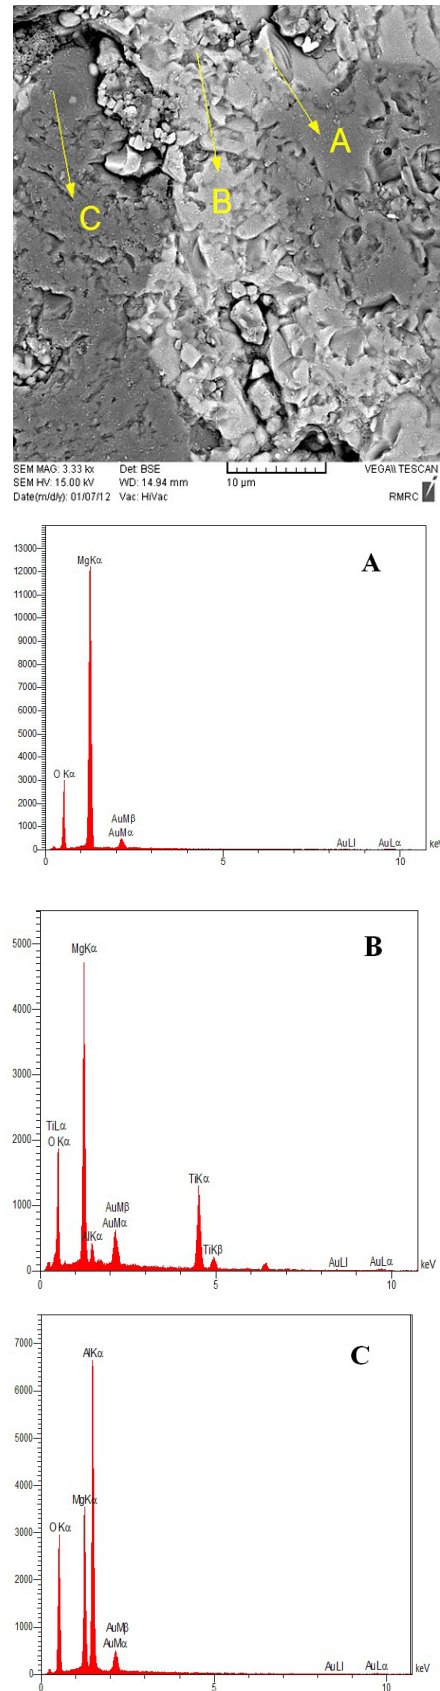 A
B
C
SEM MAG: 3.33 kx Det: BSE VEGA\\ TESCAN
SEM HV: 15.00 kV WD: 14.94 mm 10 µm
Date(m/d/y): 01/07/12 Vac: HiVac RMRC
A
13000
12000
11000
10000
9000
8000
7000
6000
5000
4000
3000
2000
1000
0
MgKα
O Kα
AuMβ
AuMα
AuLl
AuLα
keV
0 5 10
B
5000
4000
3000
2000
1000
0
MgKα
TiLα
O Kα
AlKα
AuMβ
AuMα
TiKα
TiKβ
AuLl
AuLα
keV
0 5 10
C
7000
6000
5000
4000
3000
2000
1000
0
AlKα
MgKα
O Kα
AuMβ
AuMα
AuLl
AuLα
keV
0 5 10